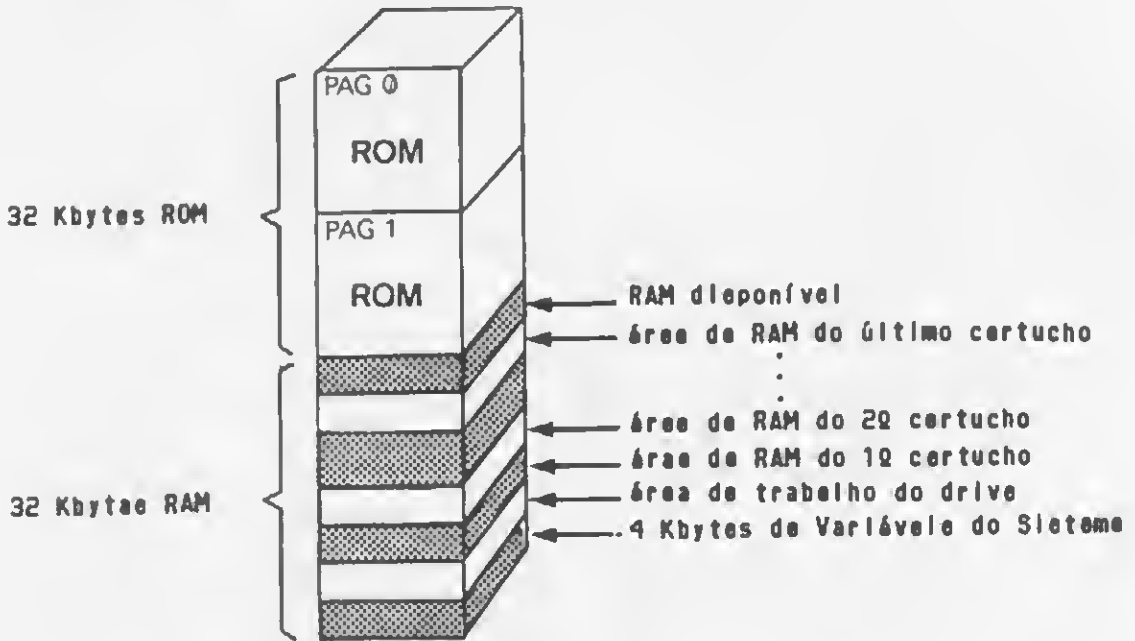 PAG 0
ROM
32 Kbytes ROM
PAG 1
ROM
RAM disponível
área de RAM do último cartucho
área de RAM do 2º cartucho
área de RAM do 1º cartucho
área de trabalho do drive
4 Kbytes de Variáveis do Sistema
32 Kbytes RAM